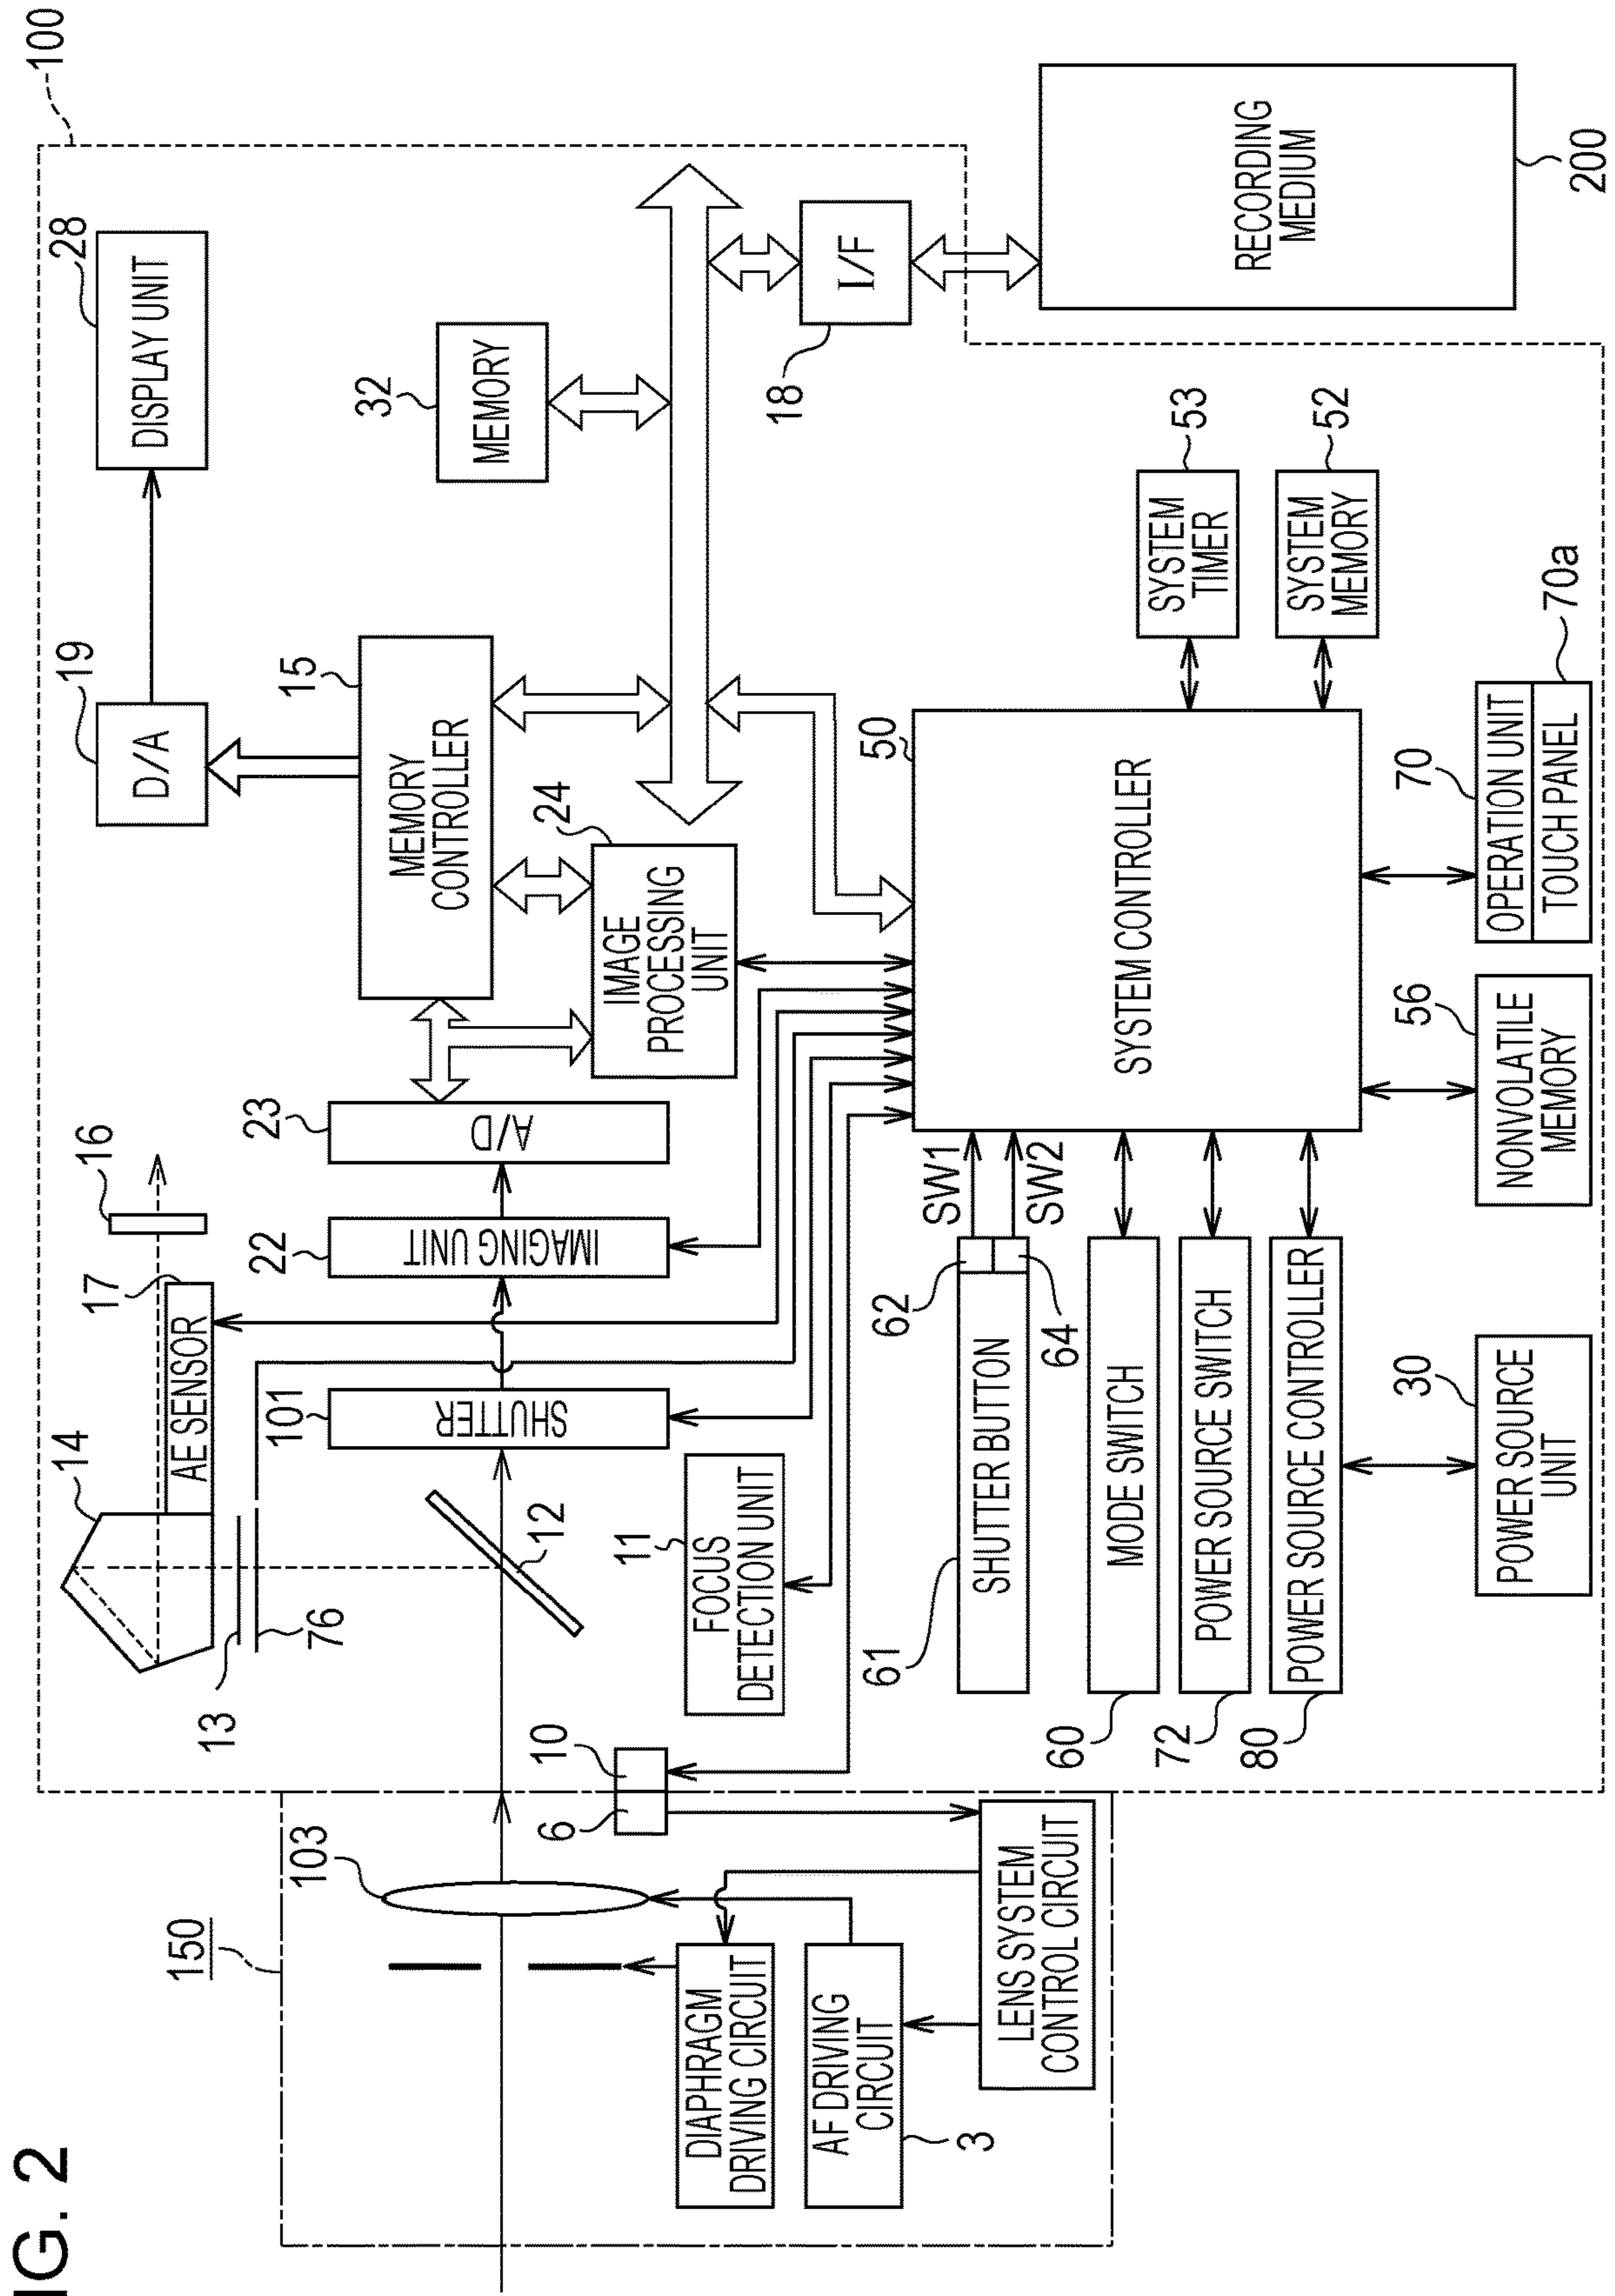 IG. 2
150
103
DIAPHRAGM
DRIVING CIRCUIT
AF DRIVING
CIRCUIT
3
LENS SYSTEM
CONTROL CIRCUIT
6
10
100
13
76
14
AE SENSOR
17
16
12
101
SHUTTER
22
IMAGING UNIT
23
A/D
11
FOCUS
DETECTION UNIT
19
D/A
28
DISPLAY UNIT
15
MEMORY
CONTROLLER
24
IMAGE
PROCESSING
UNIT
32
MEMORY
18
I/F
RECORDING
MEDIUM
200
50
SYSTEM CONTROLLER
SYSTEM
TIMER
53
SYSTEM
MEMORY
52
61
SHUTTER BUTTON
62
64
SW1
SW2
60
MODE SWITCH
72
POWER SOURCE SWITCH
80
POWER SOURCE CONTROLLER
30
POWER SOURCE
UNIT
56
NONVOLATILE
MEMORY
70
OPERATION UNIT
TOUCH PANEL
70a